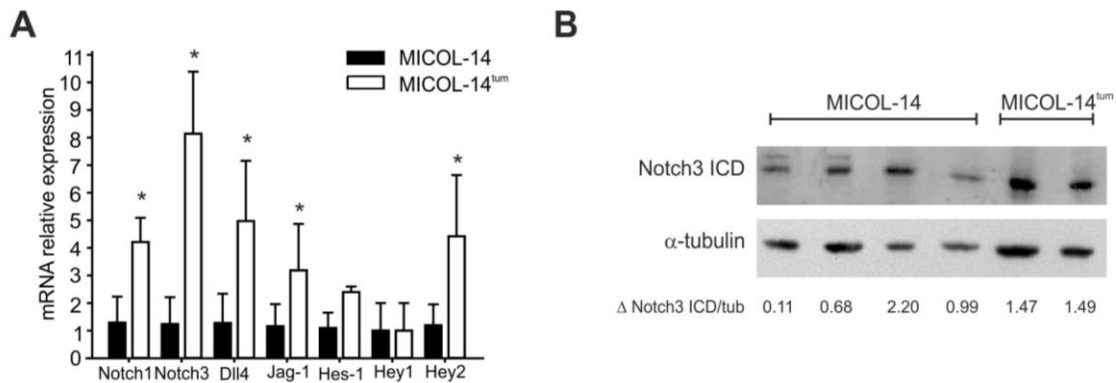 A
mRNA relative expression
11
10
9
8
7
6
5
4
3
2
1
0
MICOL-14
MICOL-14tum
*
*
*
*
*
Notch1 Notch3 Dll4 Jag-1 Hes-1 Hey1 Hey2
B
MICOL-14 MICOL-14tum
Notch3 ICD
α-tubulin
Δ Notch3 ICD/tub 0.11 0.68 2.20 0.99 1.47 1.49